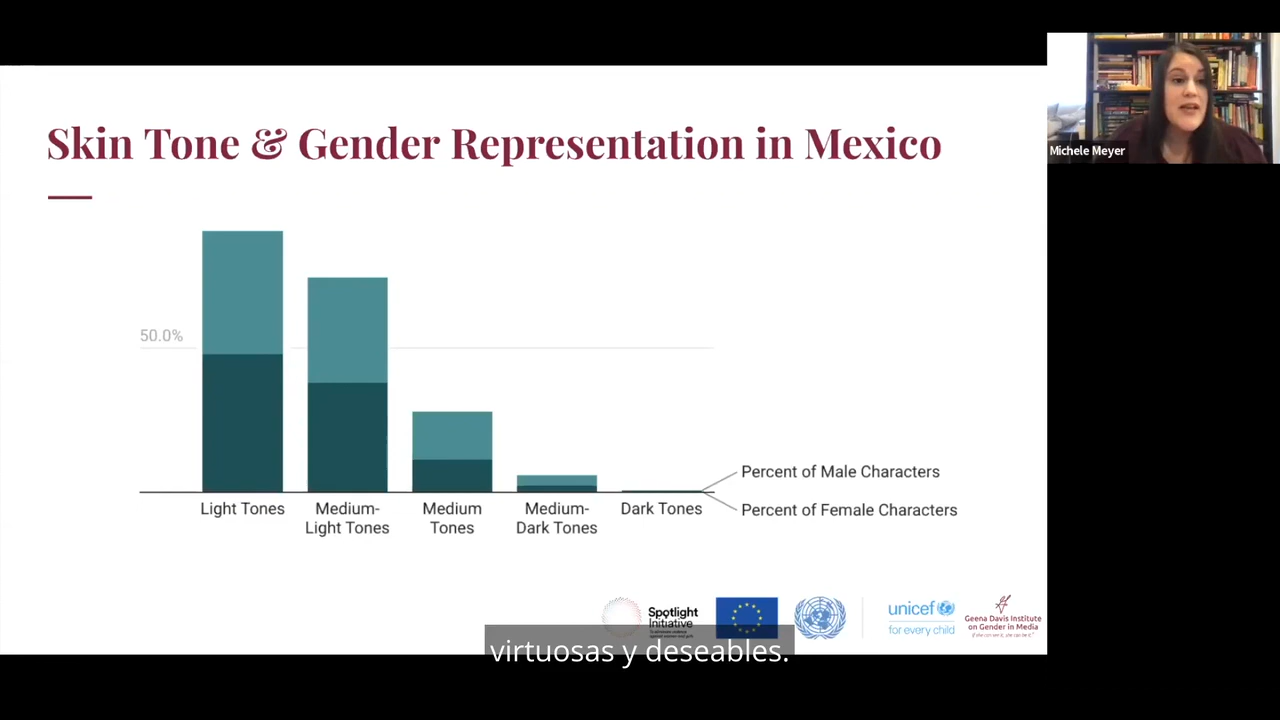 Michele Meyer
Skin Tone & Gender Representation in Mexico
50.0%
Light Tones
Medium-
Light Tones
Medium
Tones
Medium-
Dark Tones
Dark Tones
Percent of Male Characters
Percent of Female Characters
Spotlight
Initiative
unicef
for every child
Geena Davis Institute
on Gender in Media
virtuosas y deseables.